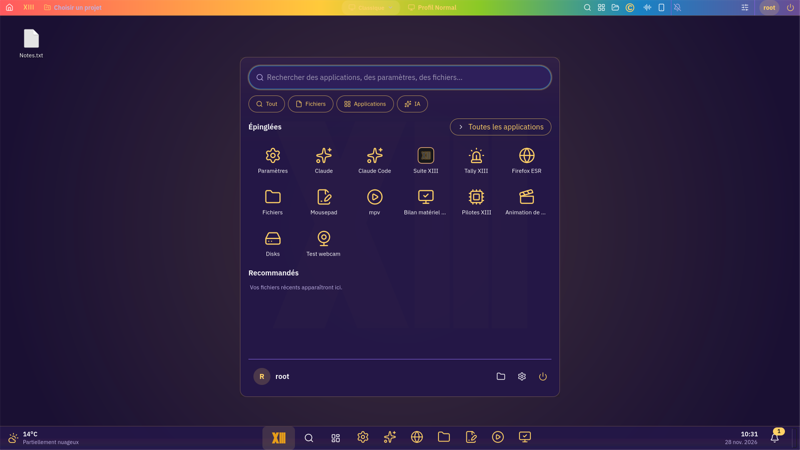 XIII
Choisir un projet
Profil Normal
C
root
Notes.txt
Rechercher des applications, des paramètres, des fichiers...
Tout
Fichiers
Applications
IA
Épinglées
Toutes les applications
Paramètres
Claude
Claude Code
Suite XIII
Tally XIII
Firefox ESR
Fichiers
Mousepad
mpv
Bilan matériel ...
Pilotes XIII
Animation de ...
Disks
Test webcam
Recommandés
Vos fichiers récents apparaîtront ici.
R
root
14°C
Partiellement nuageux
XIII
10:31
28 nov. 2026
1